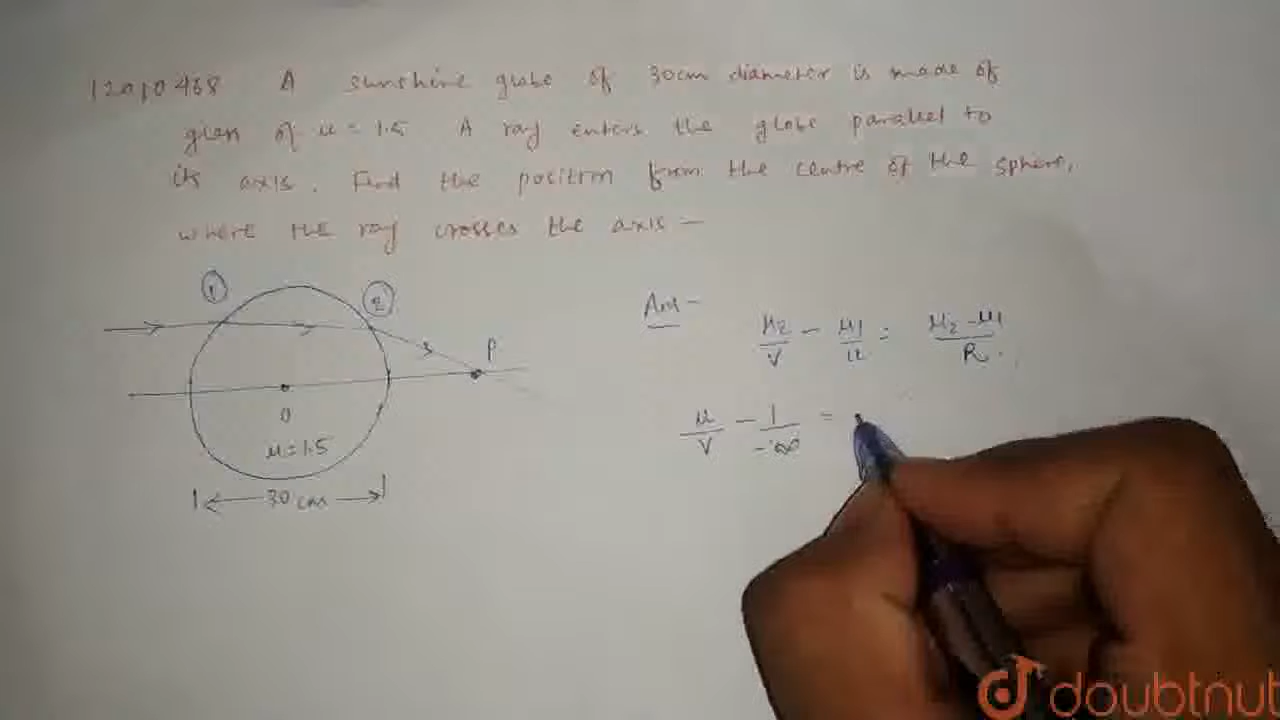 12010468 A sunshine globe of 30cm diameter is made of
glass of u = 1.5 A ray enters the globe parallel to
its axis. Find the position from the centre of the sphere,
where the ray crosses the axis —
1
2
P
O
μ=1.5
30 cm
Ans -
μ2/V - μ1/u = μ2-μ1/R.
μ/V - 1/-∞ =
doubtnut